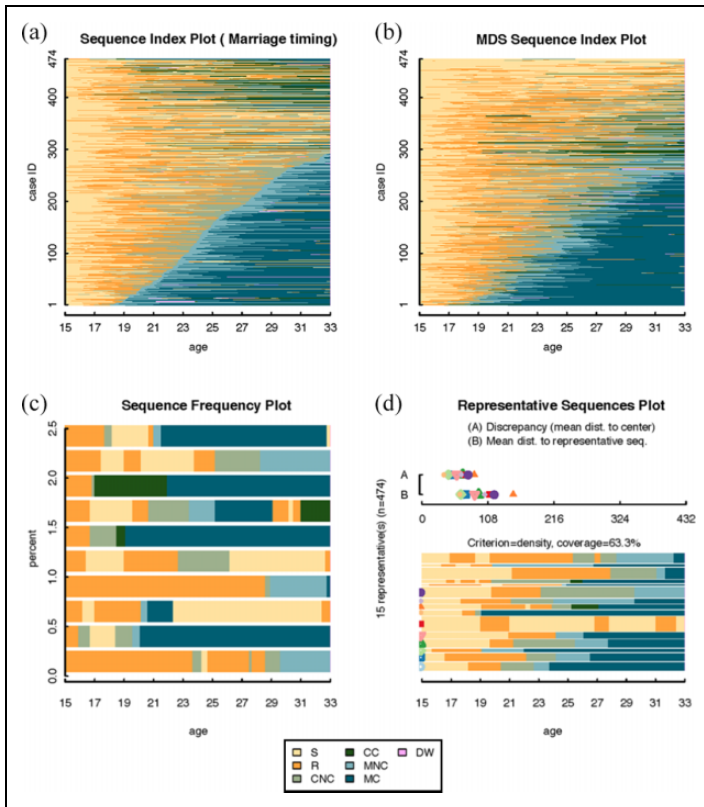 (a) Sequence Index Plot ( Marriage timing)
474
400
300
200
100
1
case ID
15 17 19 21 23 25 27 29 31 33
age
(b) MDS Sequence Index Plot
474
400
300
200
100
1
case ID
15 17 19 21 23 25 27 29 31 33
age
(c) Sequence Frequency Plot
2.5
2.0
1.5
1.0
0.5
0.0
percent
15 17 19 21 23 25 27 29 31 33
age
(d) Representative Sequences Plot
(A) Discrepancy (mean dist. to center)
(B) Mean dist to representative seq.
A
B
0 108 216 324 432
Criterion=density, coverage=63.3%
15 representative(s) (n=474)
15 17 19 21 23 25 27 29 31 33
age
S CC DW
R MNC
CNC MC